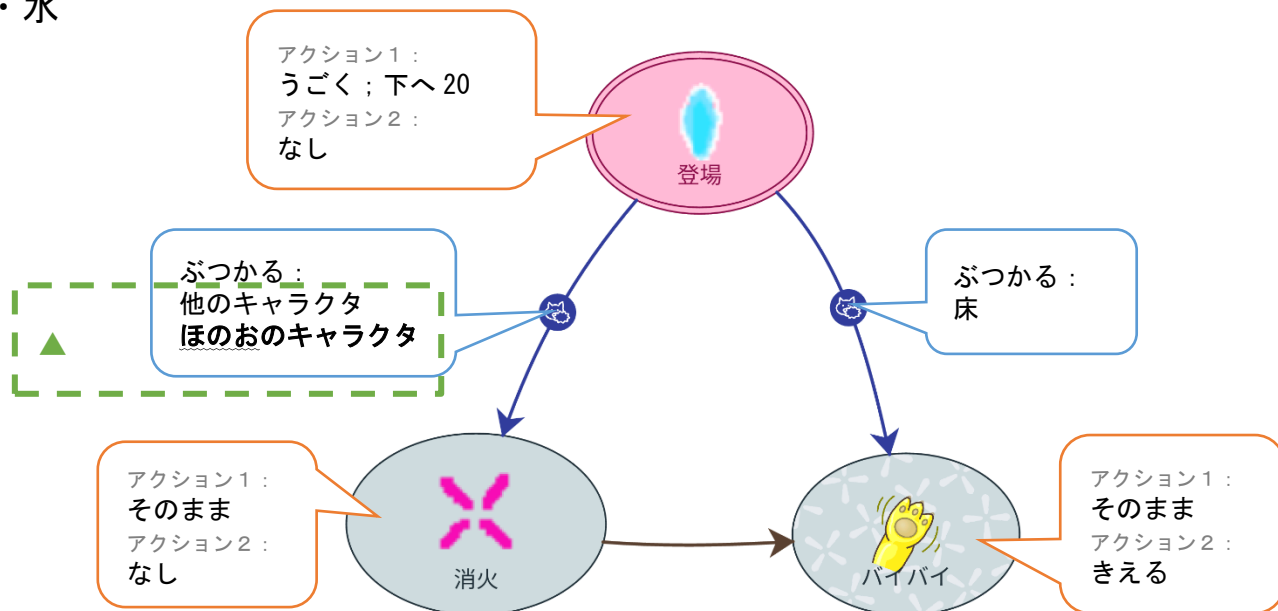 ・水
アクション１：
うごく；下へ 20
アクション２：
なし
登場
ぶつかる：
他のキャラクタ
ほのおのキャラクタ
ぶつかる：
床
アクション１：
そのまま
アクション２：
なし
消火
バイバイ
アクション１：
そのまま
アクション２：
きえる